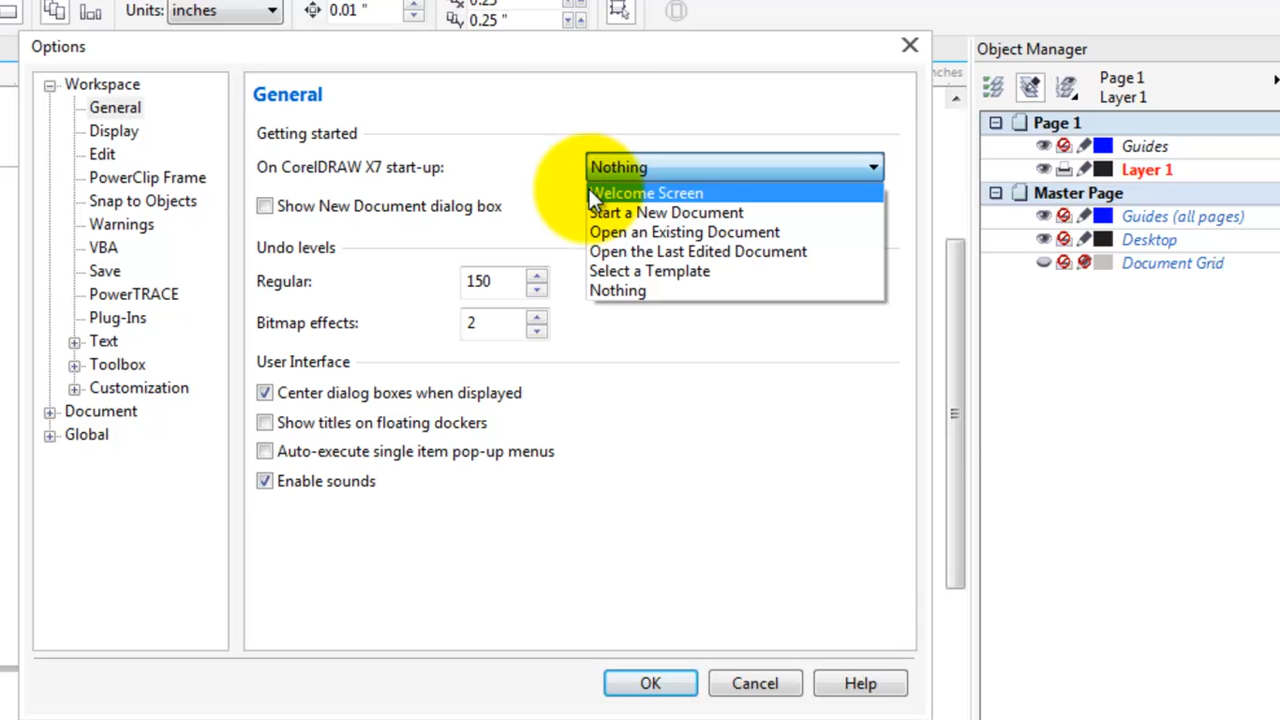 Units: inches
0.01 "
0.25 "
Options
Workspace
General
Display
Edit
PowerClip Frame
Snap to Objects
Warnings
VBA
Save
PowerTRACE
Plug-Ins
Text
Toolbox
Customization
Document
Global
General
Getting started
On CorelDRAW X7 start-up: Nothing
Welcome Screen
Start a New Document
Open an Existing Document
Open the Last Edited Document
Select a Template
Nothing
Show New Document dialog box
Undo levels
Regular: 150
Bitmap effects: 2
User Interface
Center dialog boxes when displayed
Show titles on floating dockers
Auto-execute single item pop-up menus
Enable sounds
OK Cancel Help
Object Manager
Page 1
Layer 1
Page 1
Guides
Layer 1
Master Page
Guides (all pages)
Desktop
Document Grid